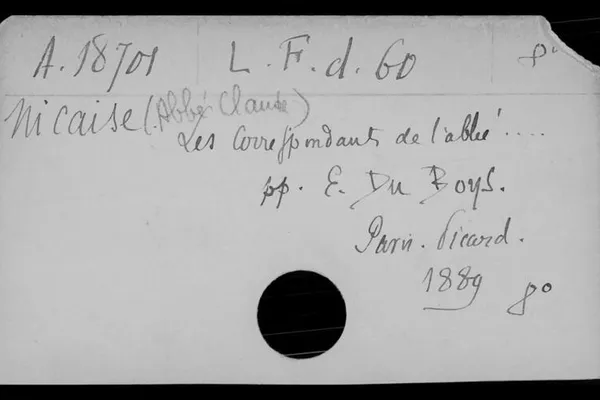 A.18701 L.F.d.60 8°
Nicaise (Abbé Claude)
Les Correspondants de l'abbé ....
pp. E. Du Boys.
Paris. Picard.
1889 8°